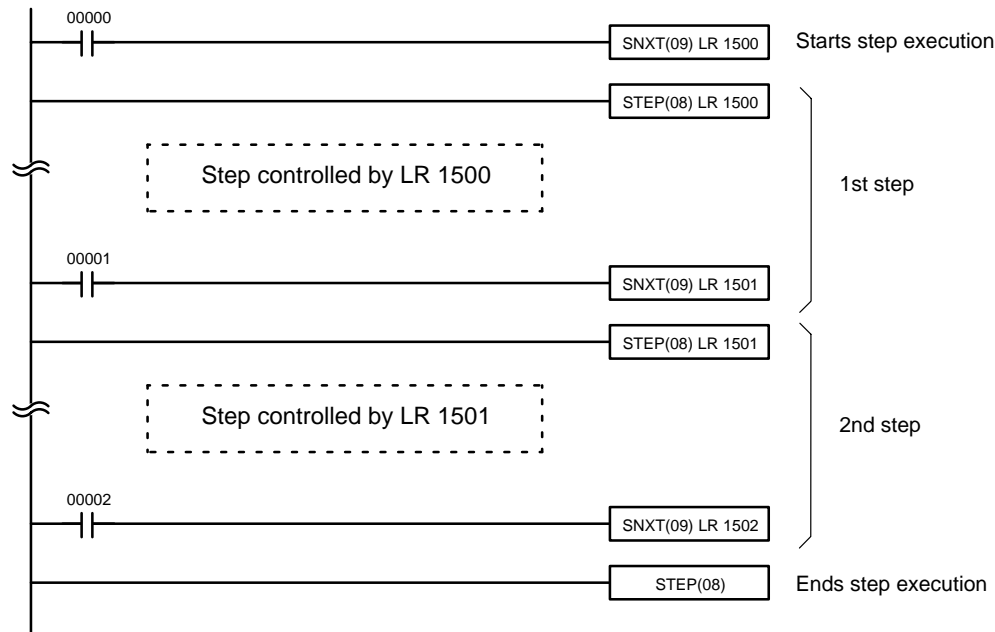 00000
SNXT(09) LR 1500 Starts step execution
STEP(08) LR 1500
Step controlled by LR 1500
1st step
00001
SNXT(09) LR 1501
STEP(08) LR 1501
Step controlled by LR 1501
2nd step
00002
SNXT(09) LR 1502
STEP(08) Ends step execution